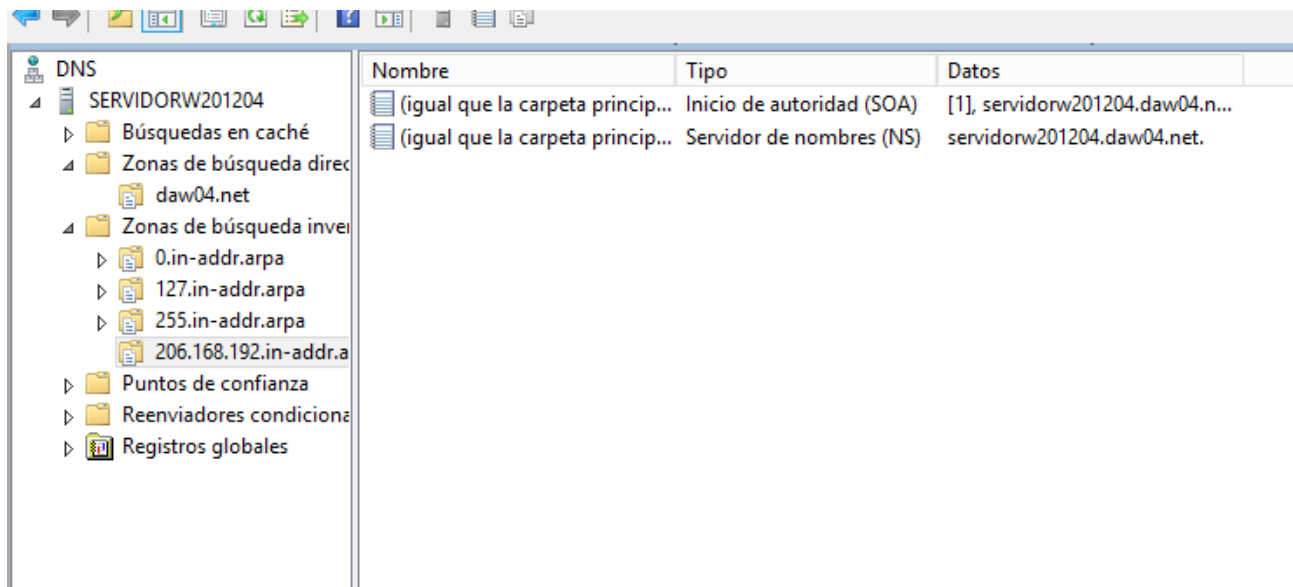 DNS
SERVIDORW201204
Búsquedas en caché
Zonas de búsqueda direc
daw04.net
Zonas de búsqueda inver
0.in-addr.arpa
127.in-addr.arpa
255.in-addr.arpa
206.168.192.in-addr.a
Puntos de confianza
Reenviadores condiciona
Registros globales
Nombre Tipo Datos
(igual que la carpeta princip... Inicio de autoridad (SOA) [1], servidorw201204.daw04.n...
(igual que la carpeta princip... Servidor de nombres (NS) servidorw201204.daw04.net.